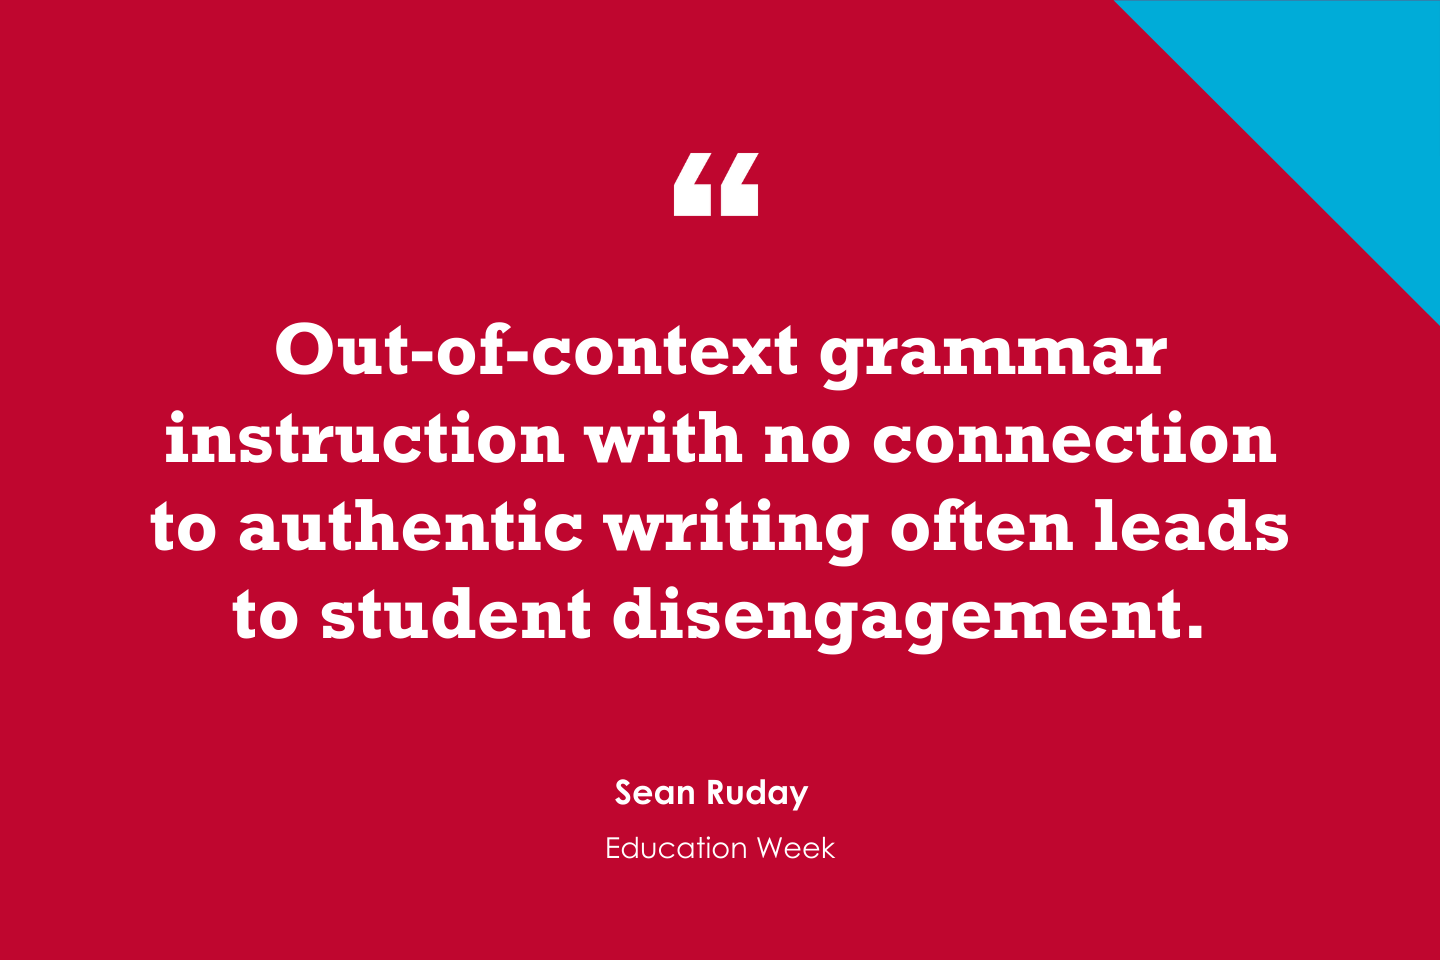 “
Out-of-context grammar
instruction with no connection
to authentic writing often leads
to student disengagement.
Sean Ruday
Education Week